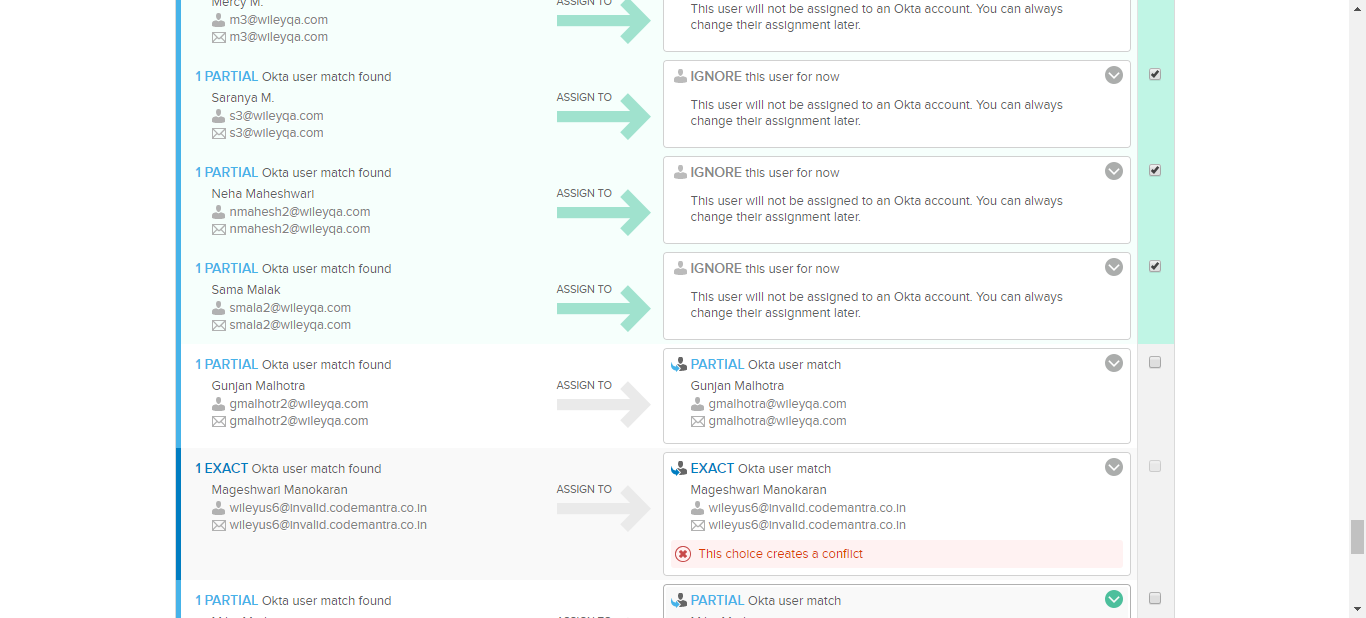 Mercy M.
m3@wileyqa.com
m3@wileyqa.com
ASSIGN TO
This user will not be assigned to an Okta account. You can always
change their assignment later.
1 PARTIAL Okta user match found
Saranya M.
s3@wileyqa.com
s3@wileyqa.com
ASSIGN TO
IGNORE this user for now
This user will not be assigned to an Okta account. You can always
change their assignment later.
1 PARTIAL Okta user match found
Neha Maheshwari
nmahesh2@wileyqa.com
nmahesh2@wileyqa.com
ASSIGN TO
IGNORE this user for now
This user will not be assigned to an Okta account. You can always
change their assignment later.
1 PARTIAL Okta user match found
Sama Malak
smala2@wileyqa.com
smala2@wileyqa.com
ASSIGN TO
IGNORE this user for now
This user will not be assigned to an Okta account. You can always
change their assignment later.
1 PARTIAL Okta user match found
Gunjan Malhotra
gmalhotr2@wileyqa.com
gmalhotr2@wileyqa.com
ASSIGN TO
PARTIAL Okta user match
Gunjan Malhotra
gmalhotra@wileyqa.com
gmalhotra@wileyqa.com
1 EXACT Okta user match found
Mageshwari Manokaran
wileyus6@invalid.codemantra.co.in
wileyus6@invalid.codemantra.co.in
ASSIGN TO
EXACT Okta user match
Mageshwari Manokaran
wileyus6@invalid.codemantra.co.in
wileyus6@invalid.codemantra.co.in
This choice creates a conflict
1 PARTIAL Okta user match found
PARTIAL Okta user match